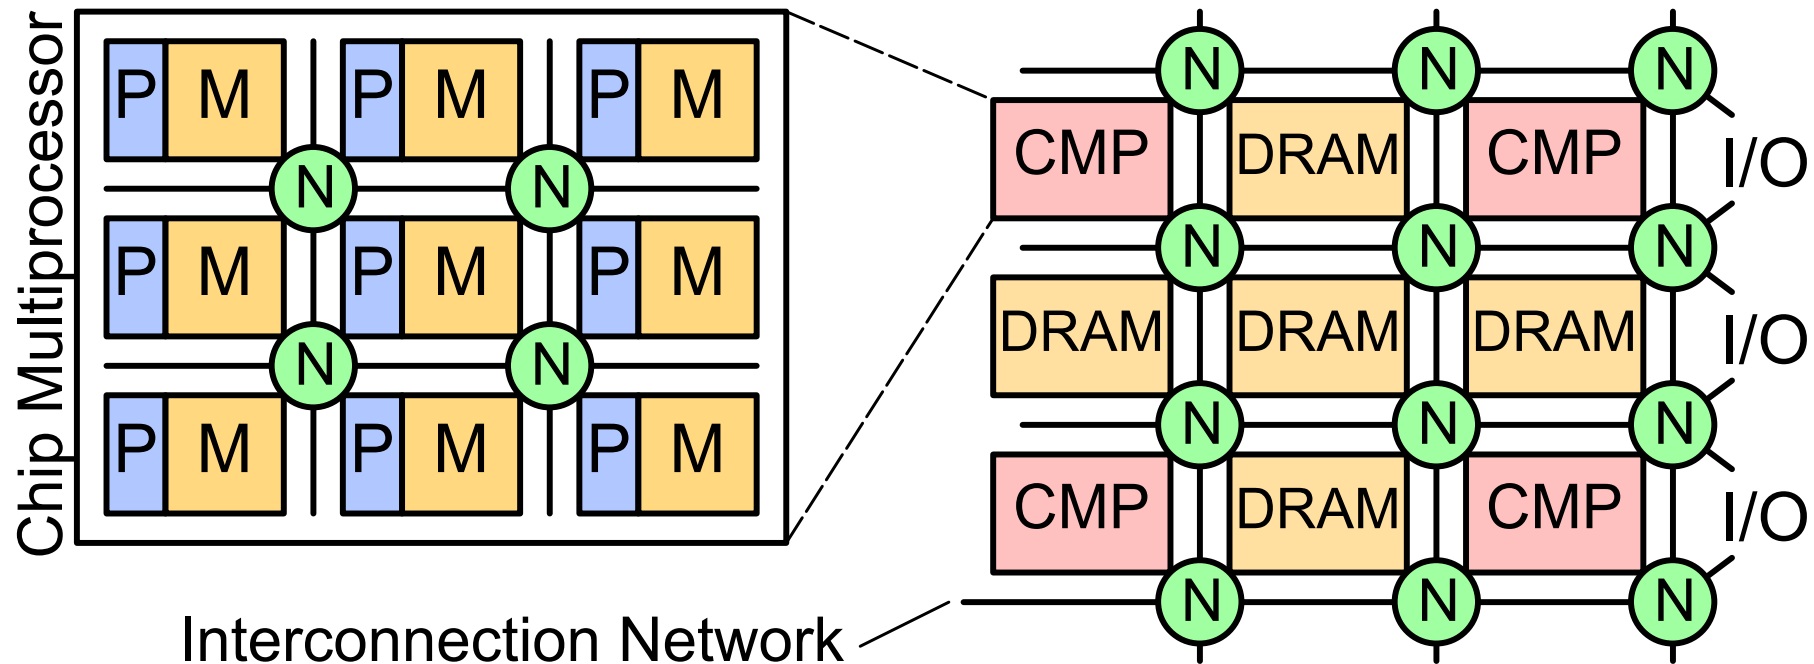 Chip Multiprocessor
P M P M P M
N N
P M P M P M
N N
P M P M P M
N N N
CMP DRAM CMP
I/O
N N N
DRAM DRAM DRAM
I/O
N N N
CMP DRAM CMP
I/O
N N N
Interconnection Network